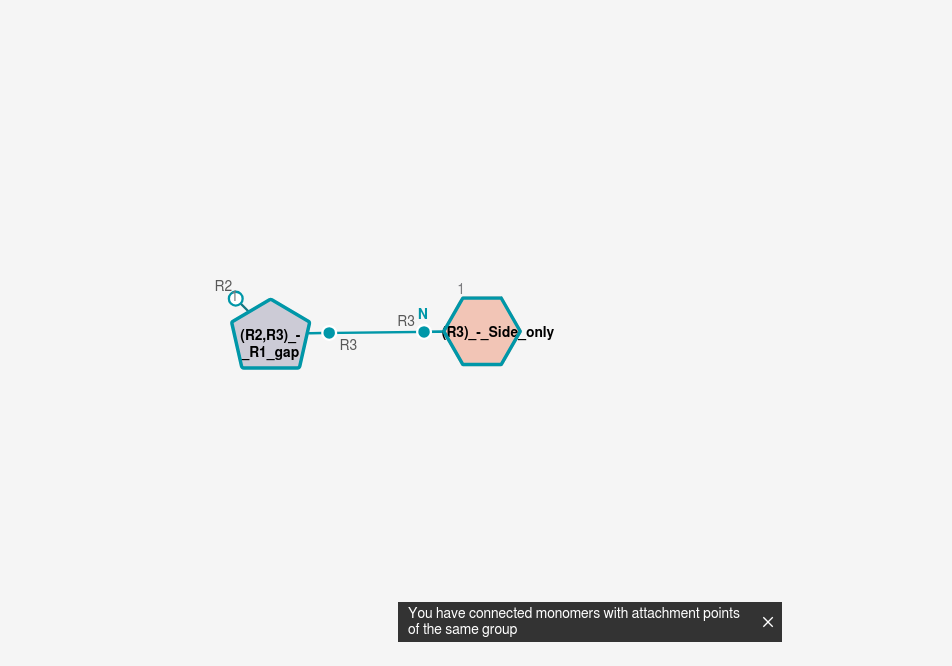 R2
1
(R2,R3)_-
_R1_gap
R3
R3
N
1
(R3)_-_Side_only
You have connected monomers with attachment points
of the same group